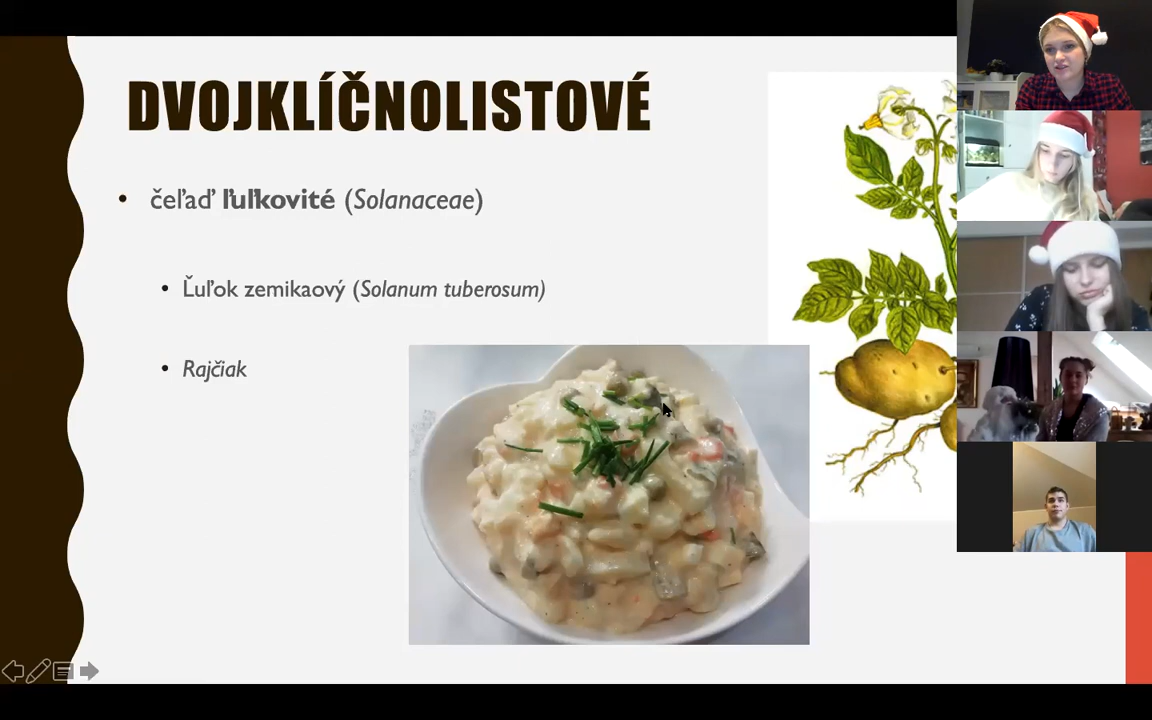 DVOJKLÍČNOLISTOVÉ
• čeľaď ľuľkovité (Solanaceae)
• Ľuľok zemikaový (Solanum tuberosum)
• Rajčiak